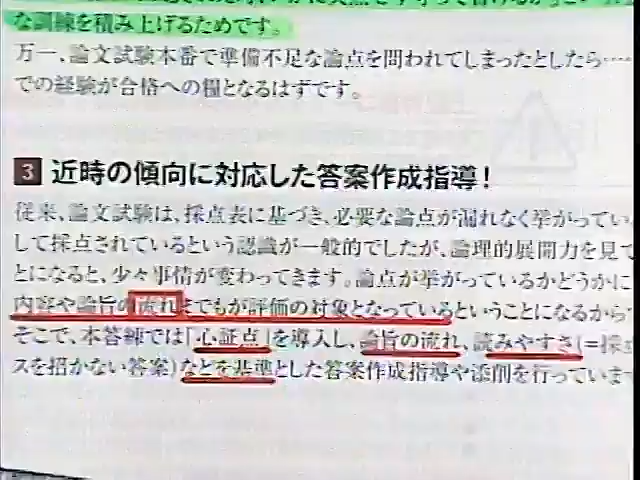 な訓練を積み上げるためです。
万一、論文試験本番で準備不足な論点を問われてしまったとしたら……
での経験が合格への糧となるはずです。
3 近時の傾向に対応した答案作成指導!
従来、論文試験は、採点表に基づき、必要な論点が漏れなく挙がってい
して採点されているという認識が一般的でしたが、論理的展開力を見て
とになると、少々事情が変わってきます。論点が挙がっているかどうかに
内容や論旨の流れまでもが評価の対象となっているということになるから
そこで、本答練では「心証点」を導入し、論旨の流れ、読みやすさ(=採
スを招かない答案)などを基準とした答案作成指導や添削を行っていま